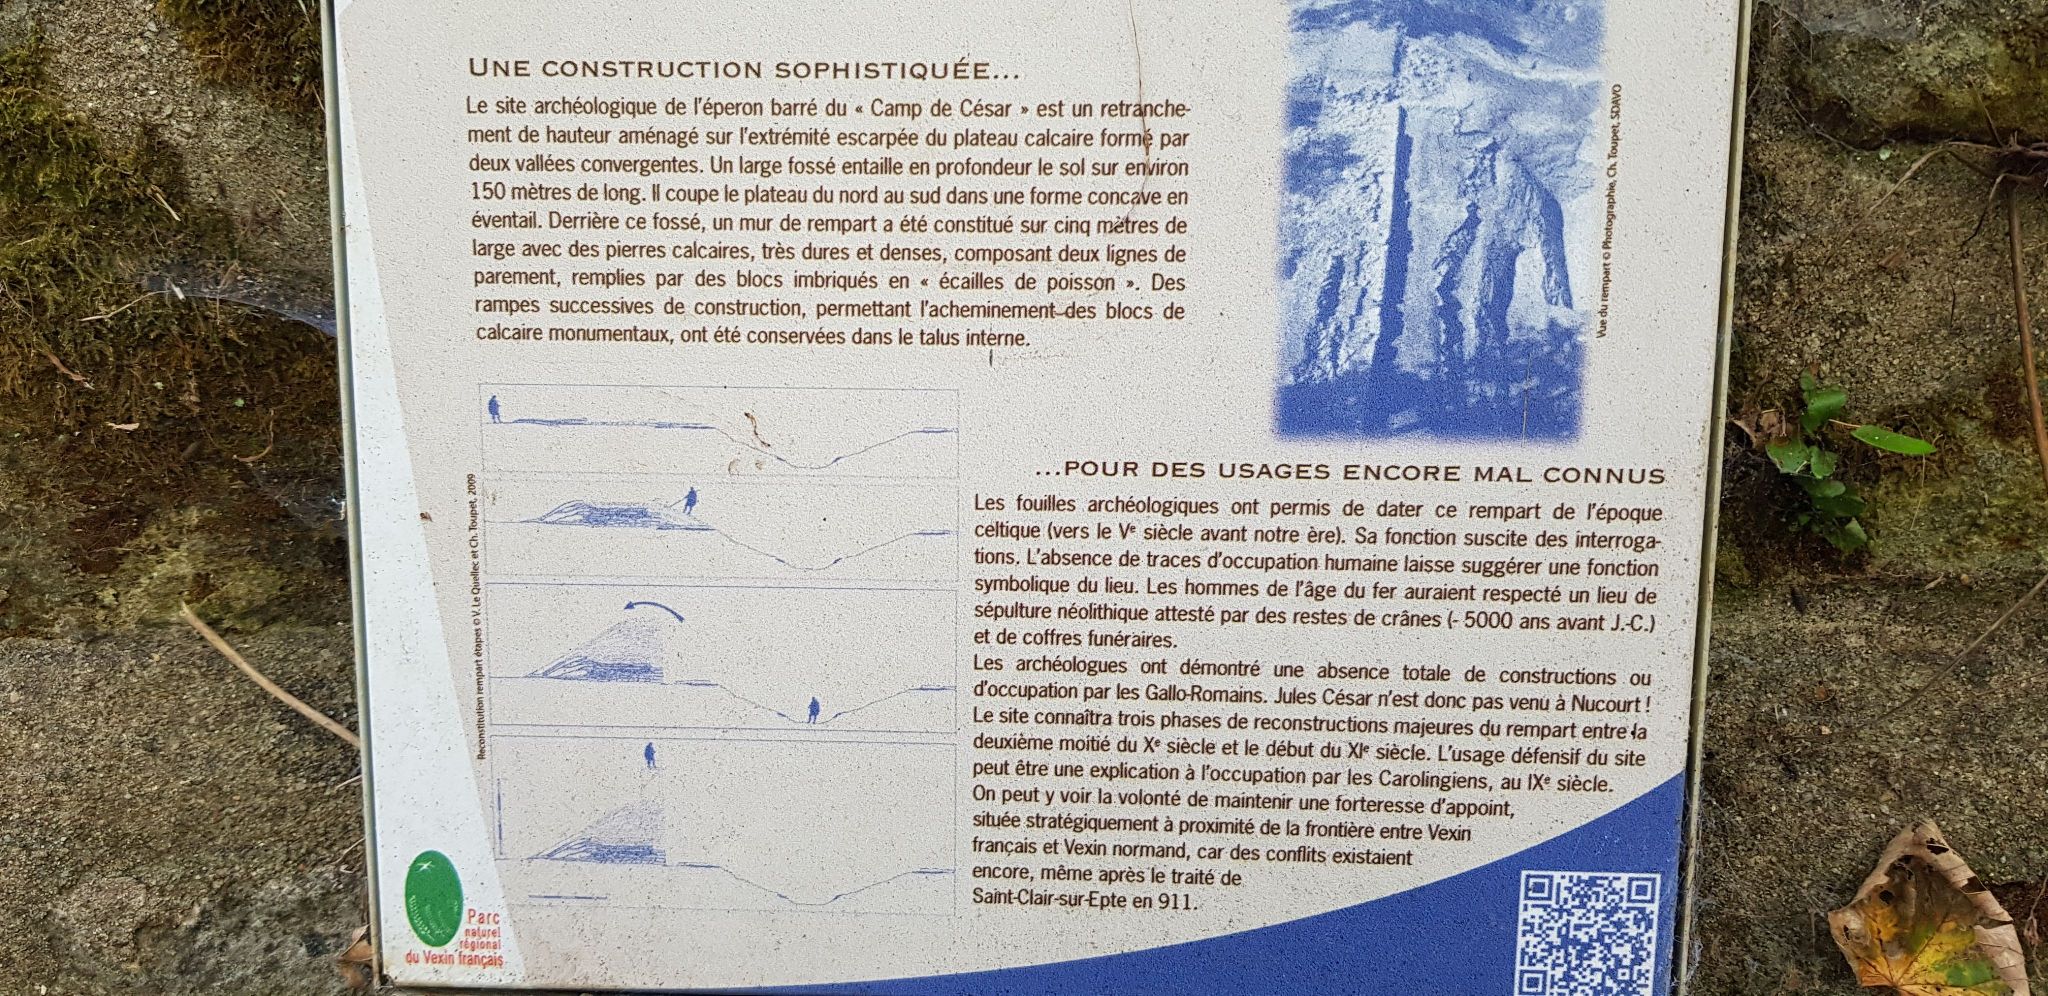 UNE CONSTRUCTION SOPHISTIQUÉE...
Le site archéologique de l'éperon barré du « Camp de César » est un retranche-
ment de hauteur aménagé sur l'extrémité escarpée du plateau calcaire formé par
deux vallées convergentes. Un large fossé entaille en profondeur le sol sur environ
150 mètres de long. Il coupe le plateau du nord au sud dans une forme concave en
éventail. Derrière ce fossé, un mur de rempart a été constitué sur cinq mètres de
large avec des pierres calcaires, très dures et denses, composant deux lignes de
parement, remplies par des blocs imbriqués en « écailles de poisson ». Des
rampes successives de construction, permettant l'acheminement des blocs de
calcaire monumentaux, ont été conservées dans le talus interne.
Vue du rempart © Photographie, Ch. Toupet, SDAVO
Reconstitution rempart étapes © V. Le Quellec et Ch. Toupet, 2009
...POUR DES USAGES ENCORE MAL CONNUS
Les fouilles archéologiques ont permis de dater ce rempart de l'époque
celtique (vers le Ve siècle avant notre ère). Sa fonction suscite des interroga-
tions. L'absence de traces d'occupation humaine laisse suggérer une fonction
symbolique du lieu. Les hommes de l'âge du fer auraient respecté un lieu de
sépulture néolithique attesté par des restes de crânes (- 5000 ans avant J.-C.)
et de coffres funéraires.
Les archéologues ont démontré une absence totale de constructions ou
d'occupation par les Gallo-Romains. Jules César n'est donc pas venu à Nucourt !
Le site connaîtra trois phases de reconstructions majeures du rempart entre la
deuxième moitié du Xe siècle et le début du XIe siècle. L'usage défensif du site
peut être une explication à l'occupation par les Carolingiens, au IXe siècle.
On peut y voir la volonté de maintenir une forteresse d'appoint,
située stratégiquement à proximité de la frontière entre Vexin
français et Vexin normand, car des conflits existaient
encore, même après le traité de
Saint-Clair-sur-Epte en 911.
Parc
naturel
régional
du Vexin français